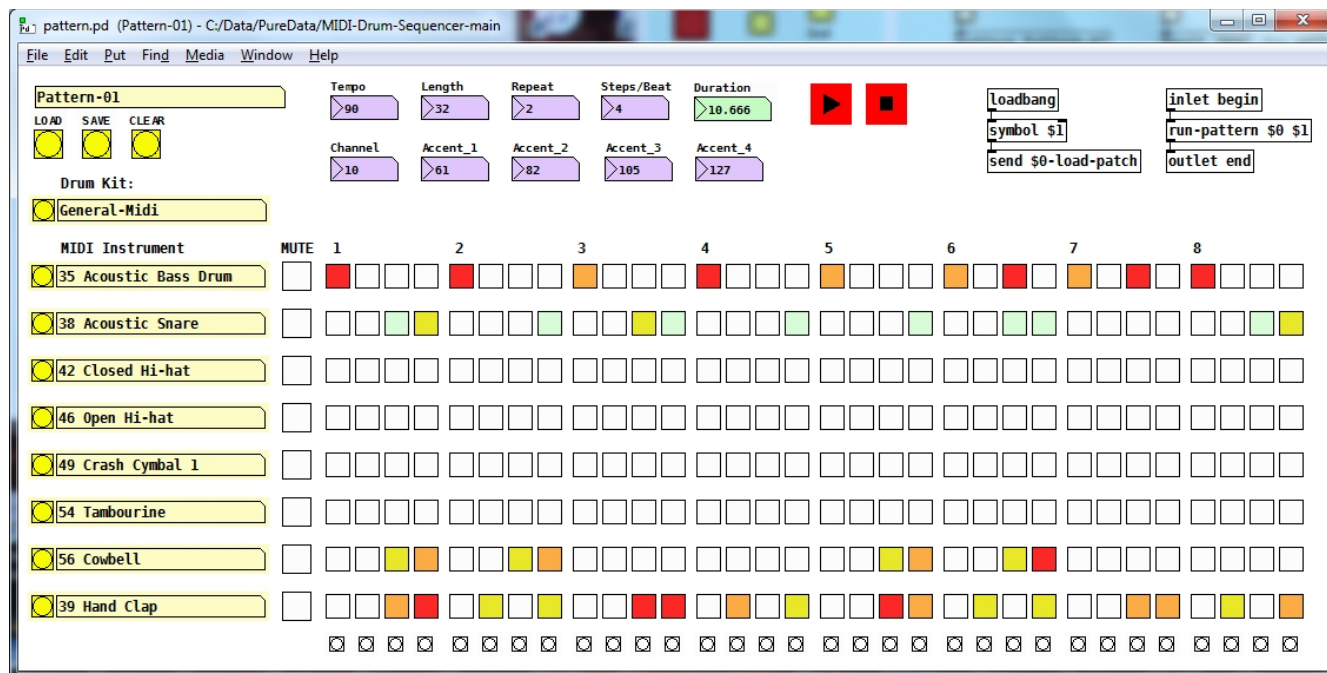 pattern.pd (Pattern-01) - C:/Data/PureData/MIDI-Drum-Sequencer-main
File Edit Put Find Media Window Help
Pattern-01
LOAD SAVE CLEAR
Tempo Length Repeat Steps/Beat Duration
90 32 2 4 10.666
Channel Accent_1 Accent_2 Accent_3 Accent_4
10 61 82 105 127
loadbang
symbol $1
send $0-load-patch
inlet begin
run-pattern $0 $1
outlet end
Drum Kit:
General-Midi
MIDI Instrument MUTE 1 2 3 4 5 6 7 8
35 Acoustic Bass Drum
38 Acoustic Snare
42 Closed Hi-hat
46 Open Hi-hat
49 Crash Cymbal 1
54 Tambourine
56 Cowbell
39 Hand Clap